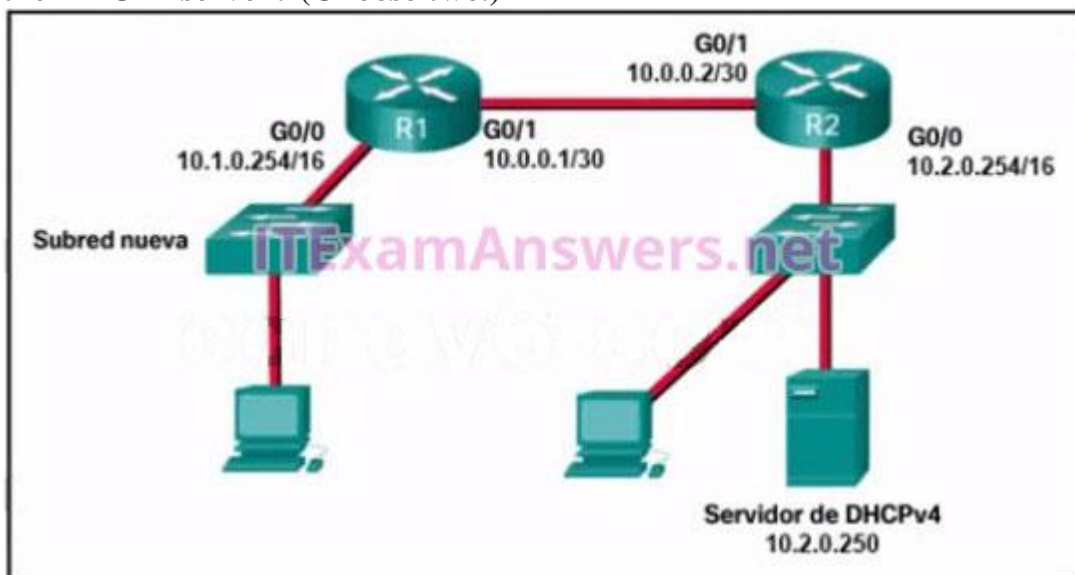 G0/1
10.0.0.2/30
R1
R2
G0/0
10.1.0.254/16
G0/1
10.0.0.1/30
G0/0
10.2.0.254/16
Subred nueva
ITExamAnswers.net
Servidor de DHCPv4
10.2.0.250